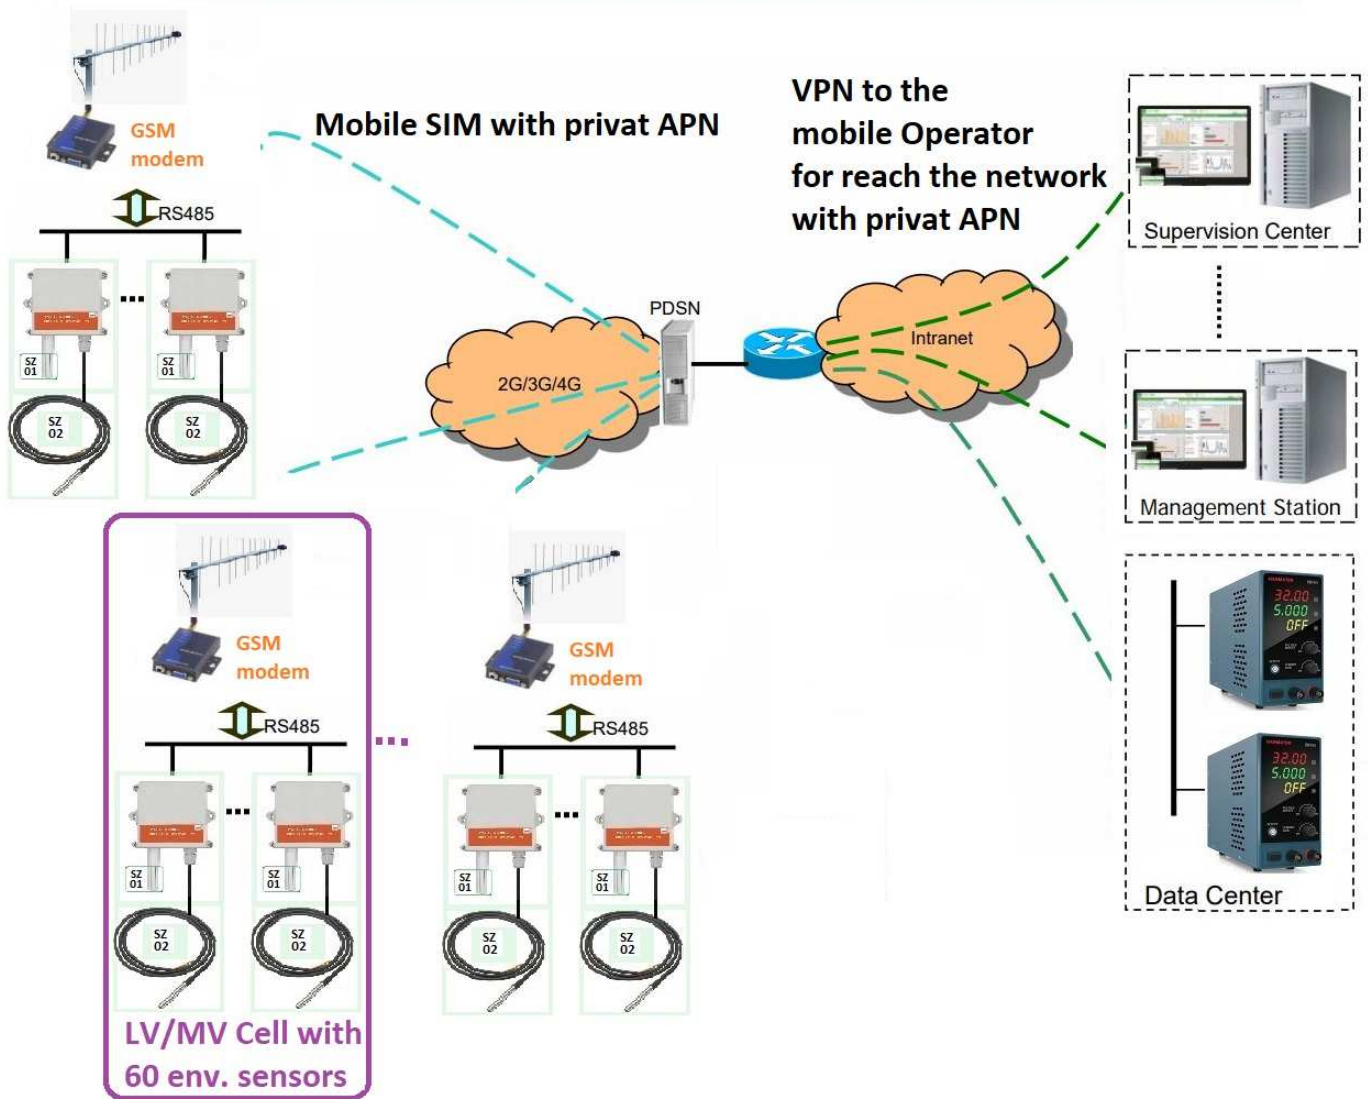 GSM
modem
Mobile SIM with privat APN
VPN to the
mobile Operator
for reach the network
with privat APN
RS485
SZ
01
SZ
01
SZ
02
SZ
02
Supervision Center
PDSN
2G/3G/4G
Intranet
Management Station
GSM
modem
RS485
SZ
01
SZ
01
SZ
02
SZ
02
LV/MV Cell with
60 env. sensors
GSM
modem
RS485
SZ
01
SZ
01
SZ
02
SZ
02
32.00
5.000
OFF
32.00
5.000
OFF
Data Center